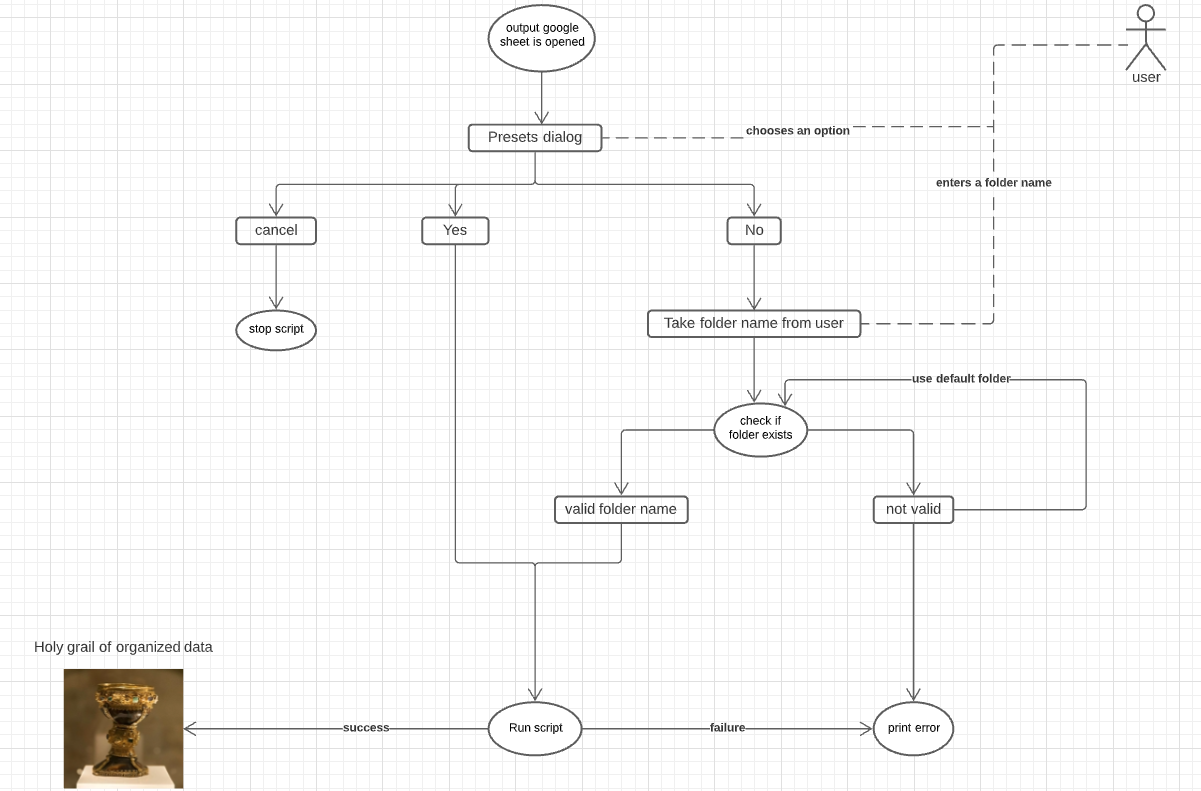 output google
sheet is opened
user
Presets dialog
chooses an option
enters a folder name
cancel
Yes
No
stop script
Take folder name from user
use default folder
check if
folder exists
valid folder name
not valid
Holy grail of organized data
success
Run script
failure
print error